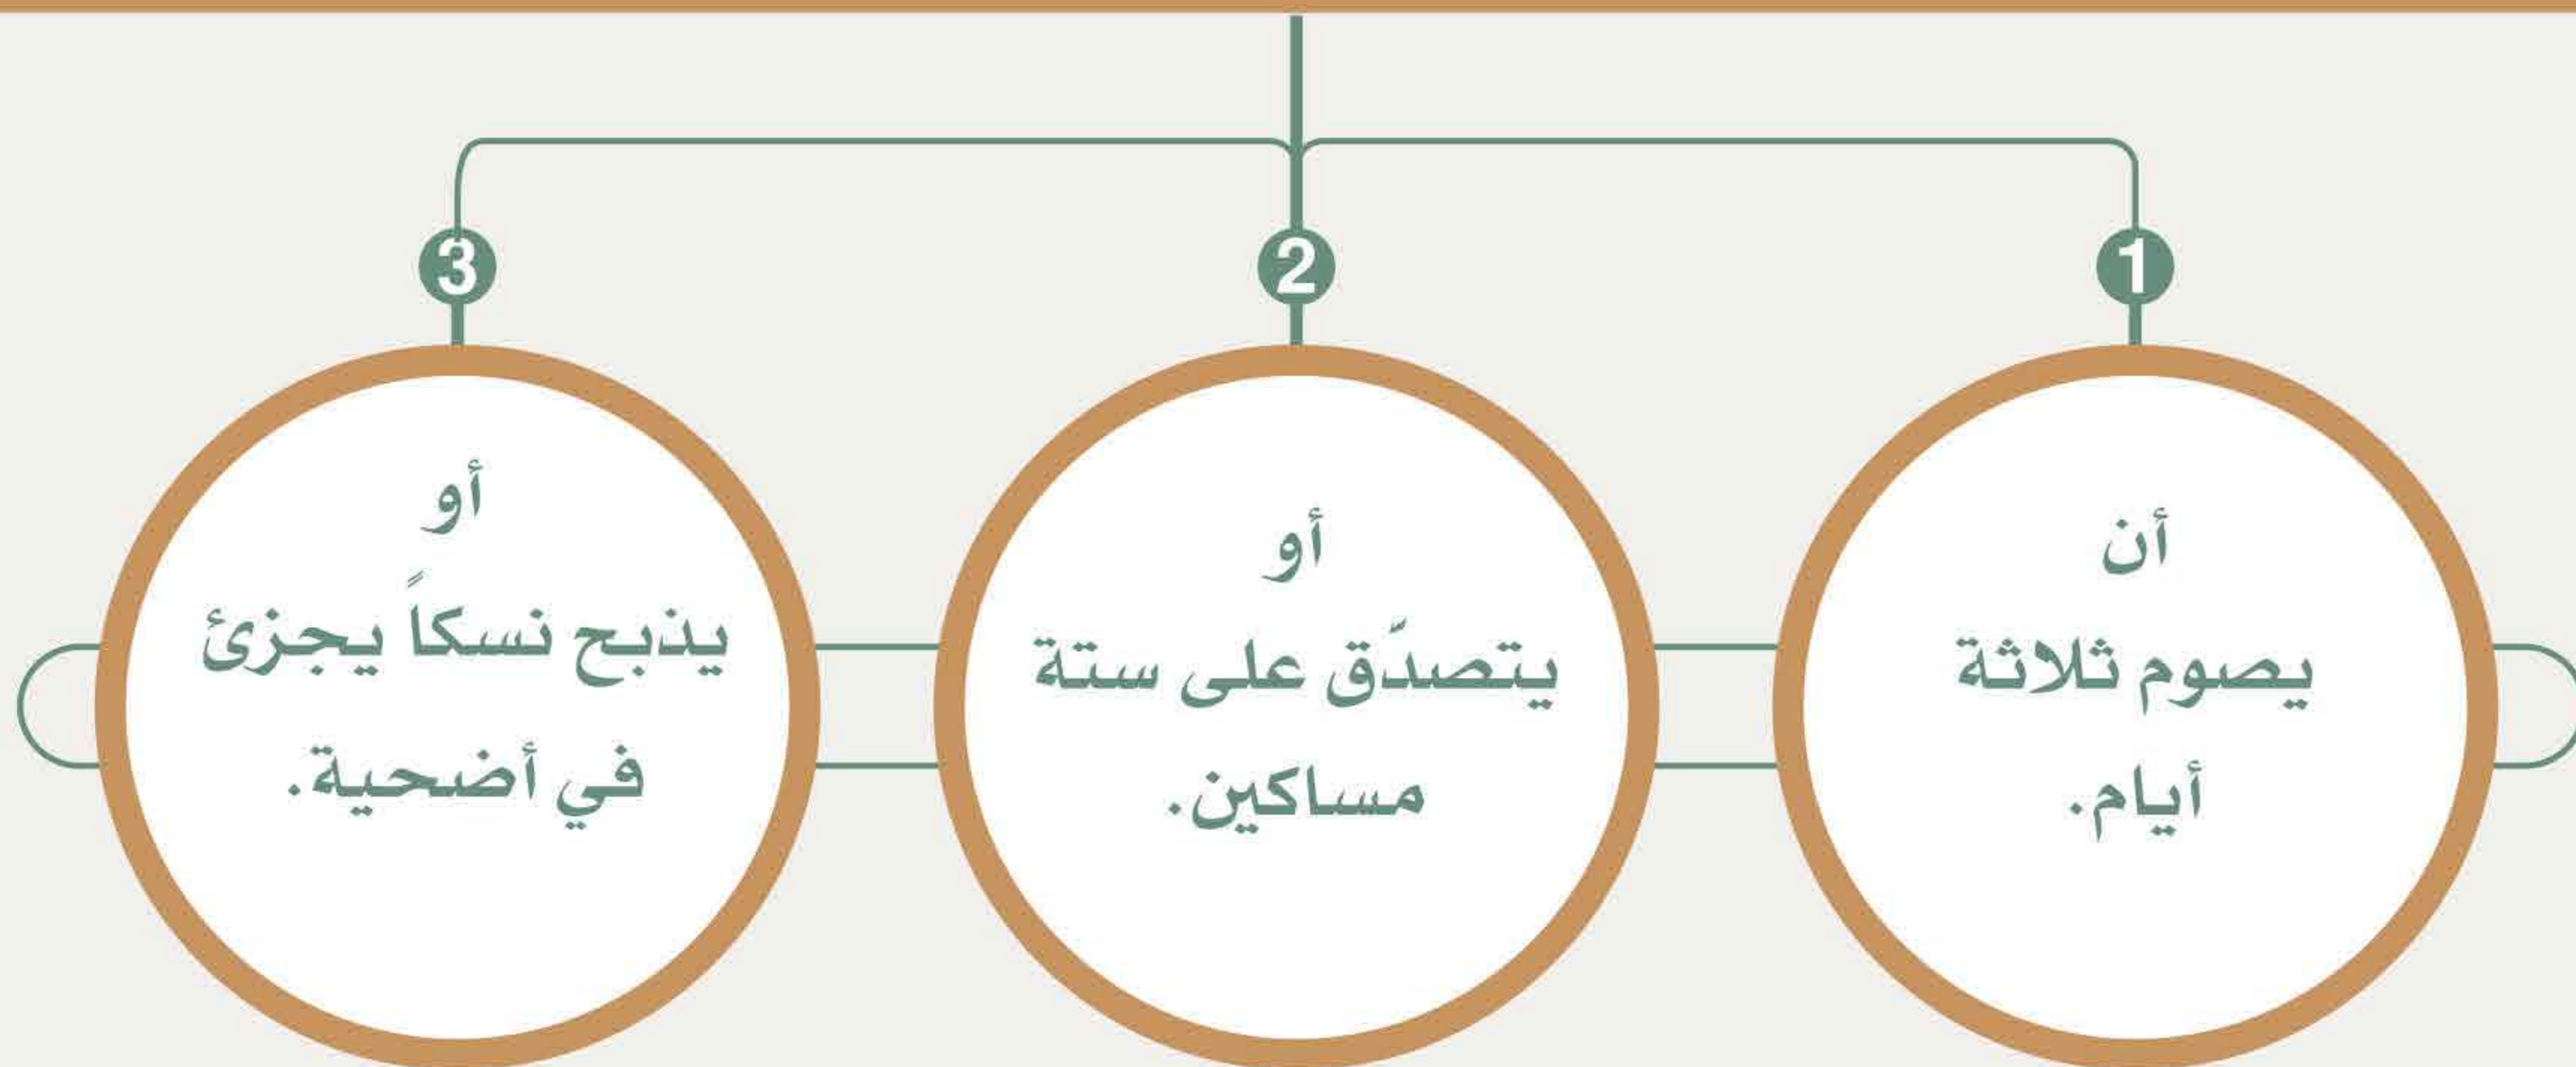 1
أن
يصوم ثلاثة
أيام.
2
أو
يتصدّق على ستة
مساكين.
3
أو
يذبح نسكاً يجزئ
في أضحية.